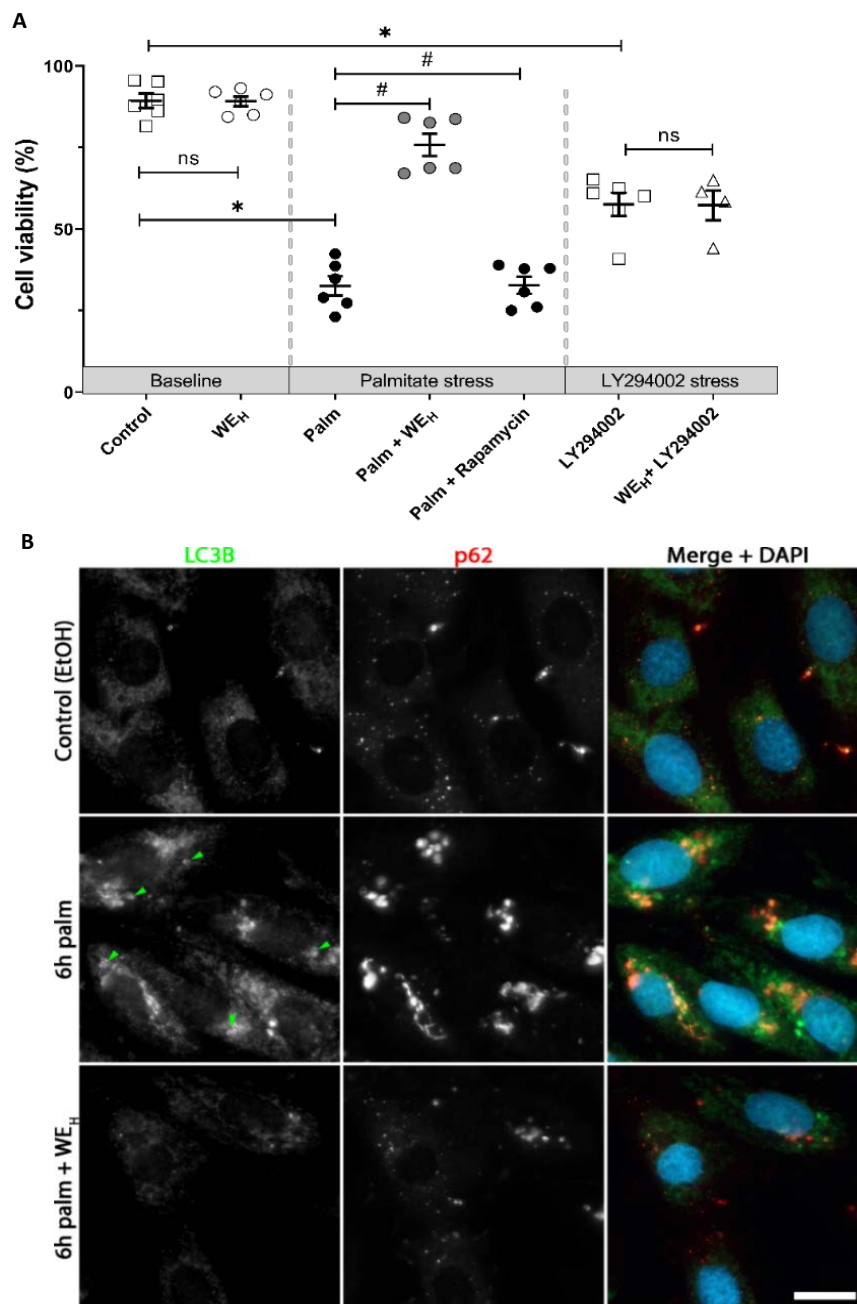 A
*
#
100
#
ns
ns
*
50
Cell viability (%)
0
Baseline
Palmitate stress
LY294002 stress
Control
WEH
Palm
Palm + WEH
Palm + Rapamycin
LY294002
WEH+ LY294002
B
LC3B
p62
Merge + DAPI
Control (EtOH)
6h palm
6h palm + WEH